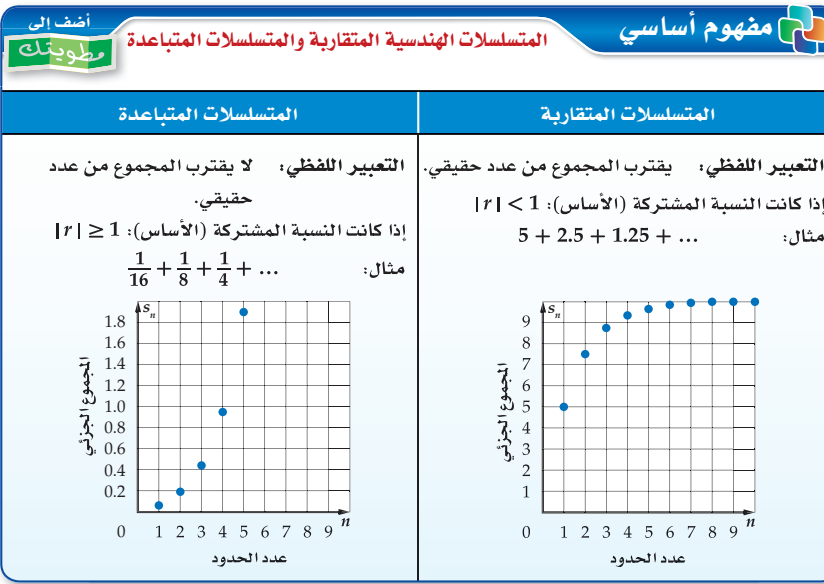 مفهوم أساسي
المتسلسلات الهندسية المتقاربة والمتسلسلات المتباعدة
أضف إلى
مطويتك
المتسلسلات المتقاربة
التعبير اللفظي: يقترب المجموع من عدد حقيقي.
إذا كانت النسبة المشتركة (الأساس): |r| < 1
مثال: 5 + 2.5 + 1.25 + …
sₙ
المجموع الجزئي
9
8
7
6
5
4
3
2
1
0 1 2 3 4 5 6 7 8 9 n
عدد الحدود
المتسلسلات المتباعدة
التعبير اللفظي: لا يقترب المجموع من عدد
حقيقي.
إذا كانت النسبة المشتركة (الأساس): |r| ≥ 1
مثال: 1/16 + 1/8 + 1/4 + …
sₙ
المجموع الجزئي
1.8
1.6
1.4
1.2
1.0
0.8
0.6
0.4
0.2
0 1 2 3 4 5 6 7 8 9 n
عدد الحدود